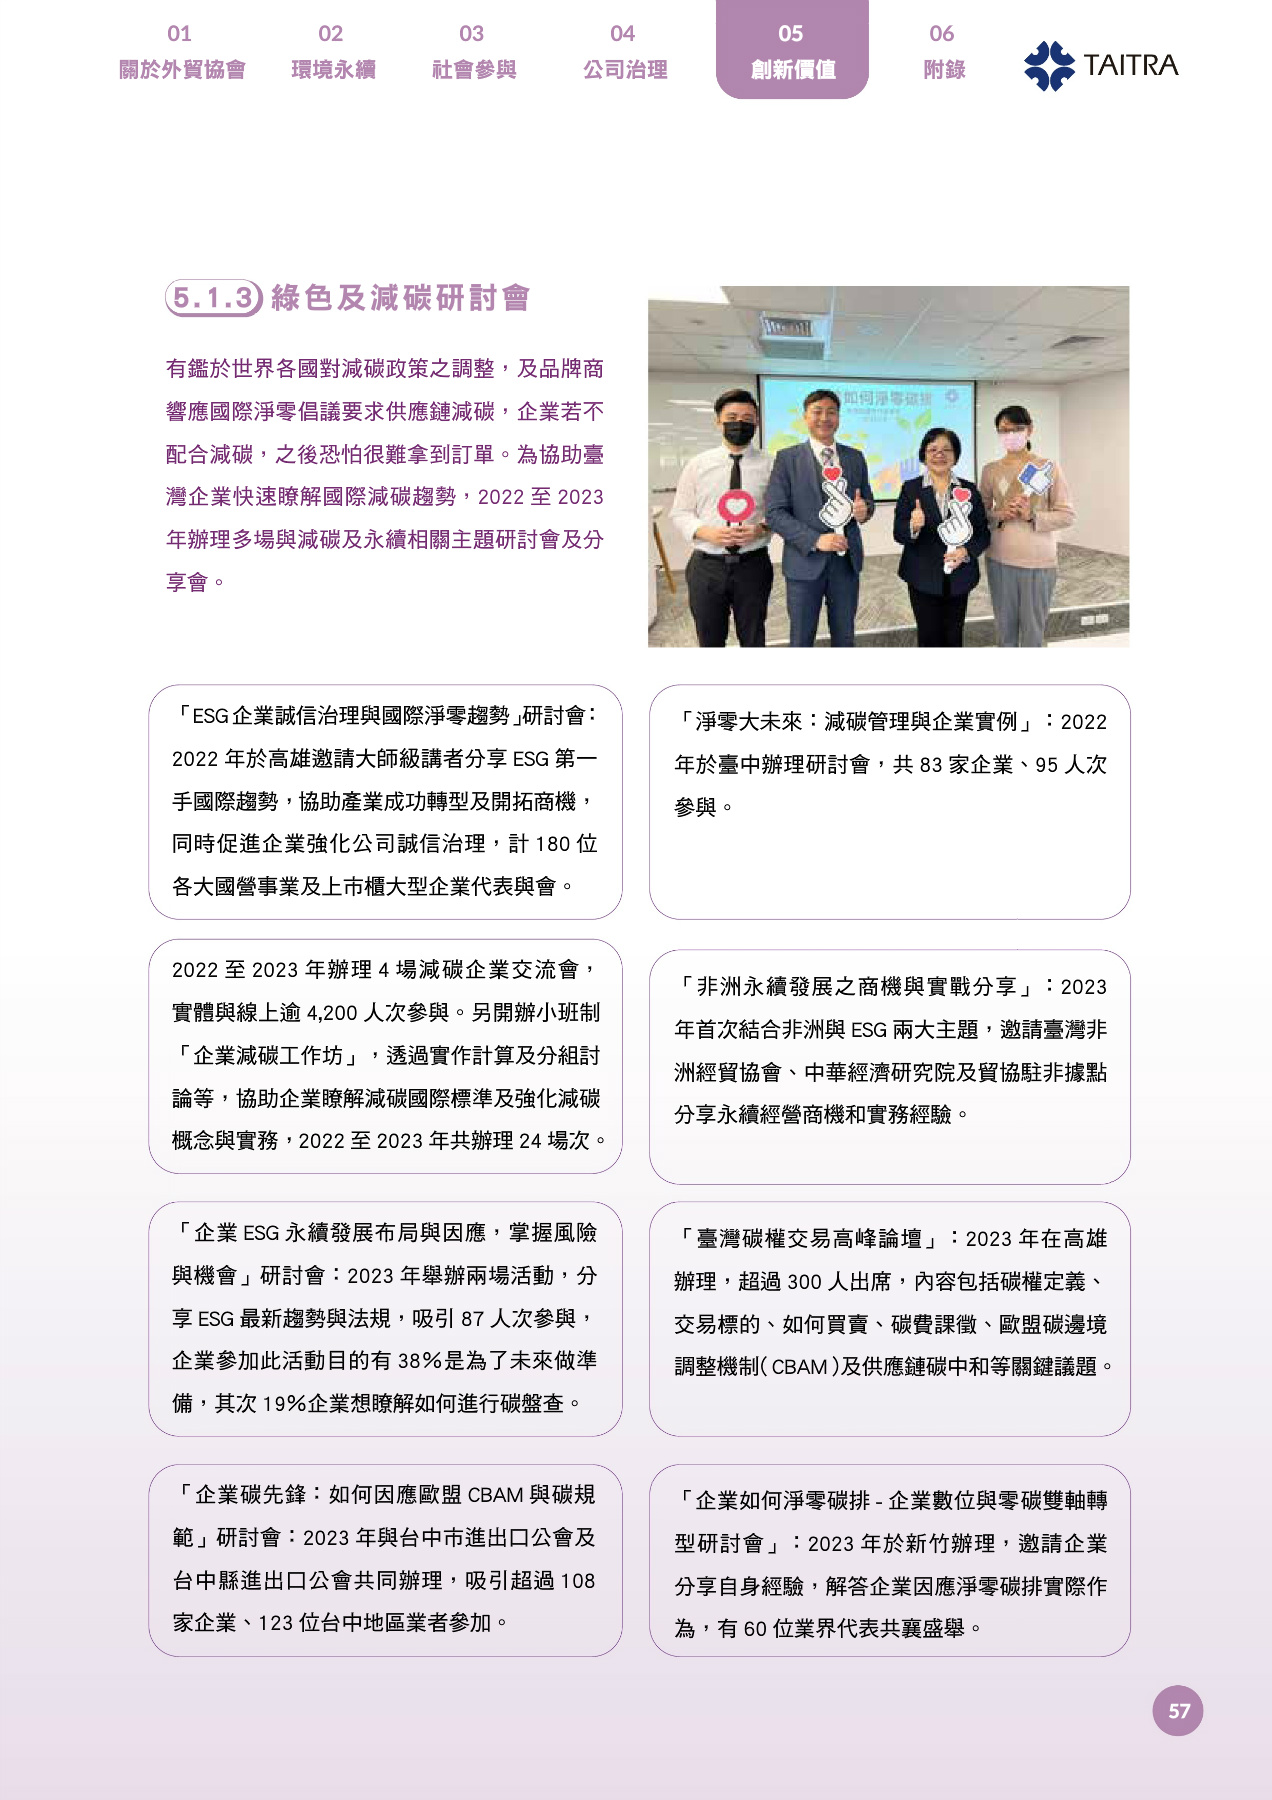 01
關於外貿協會
02
環境永續
03
社會參與
04
公司治理
05
創新價值
06
附錄
TAITRA
5.1.3 綠色及減碳研討會
有鑑於世界各國對減碳政策之調整，及品牌商
響應國際淨零倡議要求供應鏈減碳，企業若不
配合減碳，之後恐怕很難拿到訂單。為協助臺
灣企業快速瞭解國際減碳趨勢，2022 至 2023
年辦理多場與減碳及永續相關主題研討會及分
享會。
如何淨零碳排
「ESG 企業誠信治理與國際淨零趨勢」研討會：
2022 年於高雄邀請大師級講者分享 ESG 第一
手國際趨勢，協助產業成功轉型及開拓商機，
同時促進企業強化公司誠信治理，計 180 位
各大國營事業及上市櫃大型企業代表與會。
「淨零大未來：減碳管理與企業實例」：2022
年於臺中辦理研討會，共 83 家企業、95 人次
參與。
2022 至 2023 年辦理 4 場減碳企業交流會，
實體與線上逾 4,200 人次參與。另開辦小班制
「企業減碳工作坊」，透過實作計算及分組討
論等，協助企業瞭解減碳國際標準及強化減碳
概念與實務，2022 至 2023 年共辦理 24 場次。
「非洲永續發展之商機與實戰分享」：2023
年首次結合非洲與 ESG 兩大主題，邀請臺灣非
洲經貿協會、中華經濟研究院及貿協駐非據點
分享永續經營商機和實務經驗。
「企業 ESG 永續發展布局與因應，掌握風險
與機會」研討會：2023 年舉辦兩場活動，分
享 ESG 最新趨勢與法規，吸引 87 人次參與，
企業參加此活動目的有 38%是為了未來做準
備，其次 19%企業想瞭解如何進行碳盤查。
「臺灣碳權交易高峰論壇」：2023 年在高雄
辦理，超過 300 人出席，內容包括碳權定義、
交易標的、如何買賣、碳費課徵、歐盟碳邊境
調整機制( CBAM )及供應鏈碳中和等關鍵議題。
「企業碳先鋒：如何因應歐盟 CBAM 與碳規
範」研討會：2023 年與台中市進出口公會及
台中縣進出口公會共同辦理，吸引超過 108
家企業、123 位台中地區業者參加。
「企業如何淨零碳排 - 企業數位與零碳雙軸轉
型研討會」：2023 年於新竹辦理，邀請企業
分享自身經驗，解答企業因應淨零碳排實際作
為，有 60 位業界代表共襄盛舉。
57